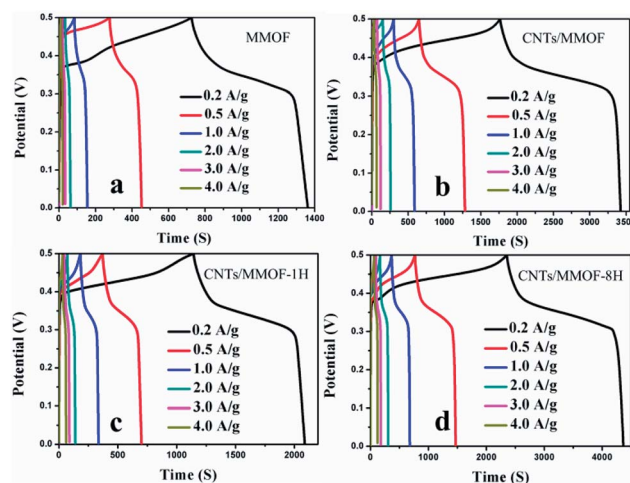 0.5
0.4
0.3
0.2
0.1
0.0
Potential (V)
MMOF
0.2 A/g
0.5 A/g
1.0 A/g
2.0 A/g
3.0 A/g
4.0 A/g
a
0 200 400 600 800 1000 1200 1400
Time (S)
0.5
0.4
0.3
0.2
0.1
0.0
Potential (V)
CNTs/MMOF
0.2 A/g
0.5 A/g
1.0 A/g
2.0 A/g
3.0 A/g
4.0 A/g
b
0 500 1000 1500 2000 2500 3000 350
Time (S)
0.5
0.4
0.3
0.2
0.1
0.0
Potential (V)
CNTs/MMOF-1H
0.2 A/g
0.5 A/g
1.0 A/g
2.0 A/g
3.0 A/g
4.0 A/g
c
0 500 1000 1500 2000
Time (S)
0.5
0.4
0.3
0.2
0.1
0.0
Potential (V)
CNTs/MMOF-8H
0.2 A/g
0.5 A/g
1.0 A/g
2.0 A/g
3.0 A/g
4.0 A/g
d
0 1000 2000 3000 4000
Time (S)